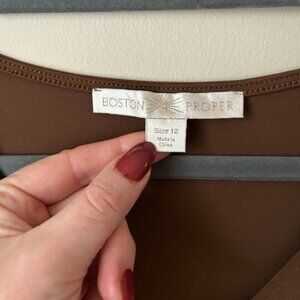 BOSTON PROPER
Size 12
Made in
China